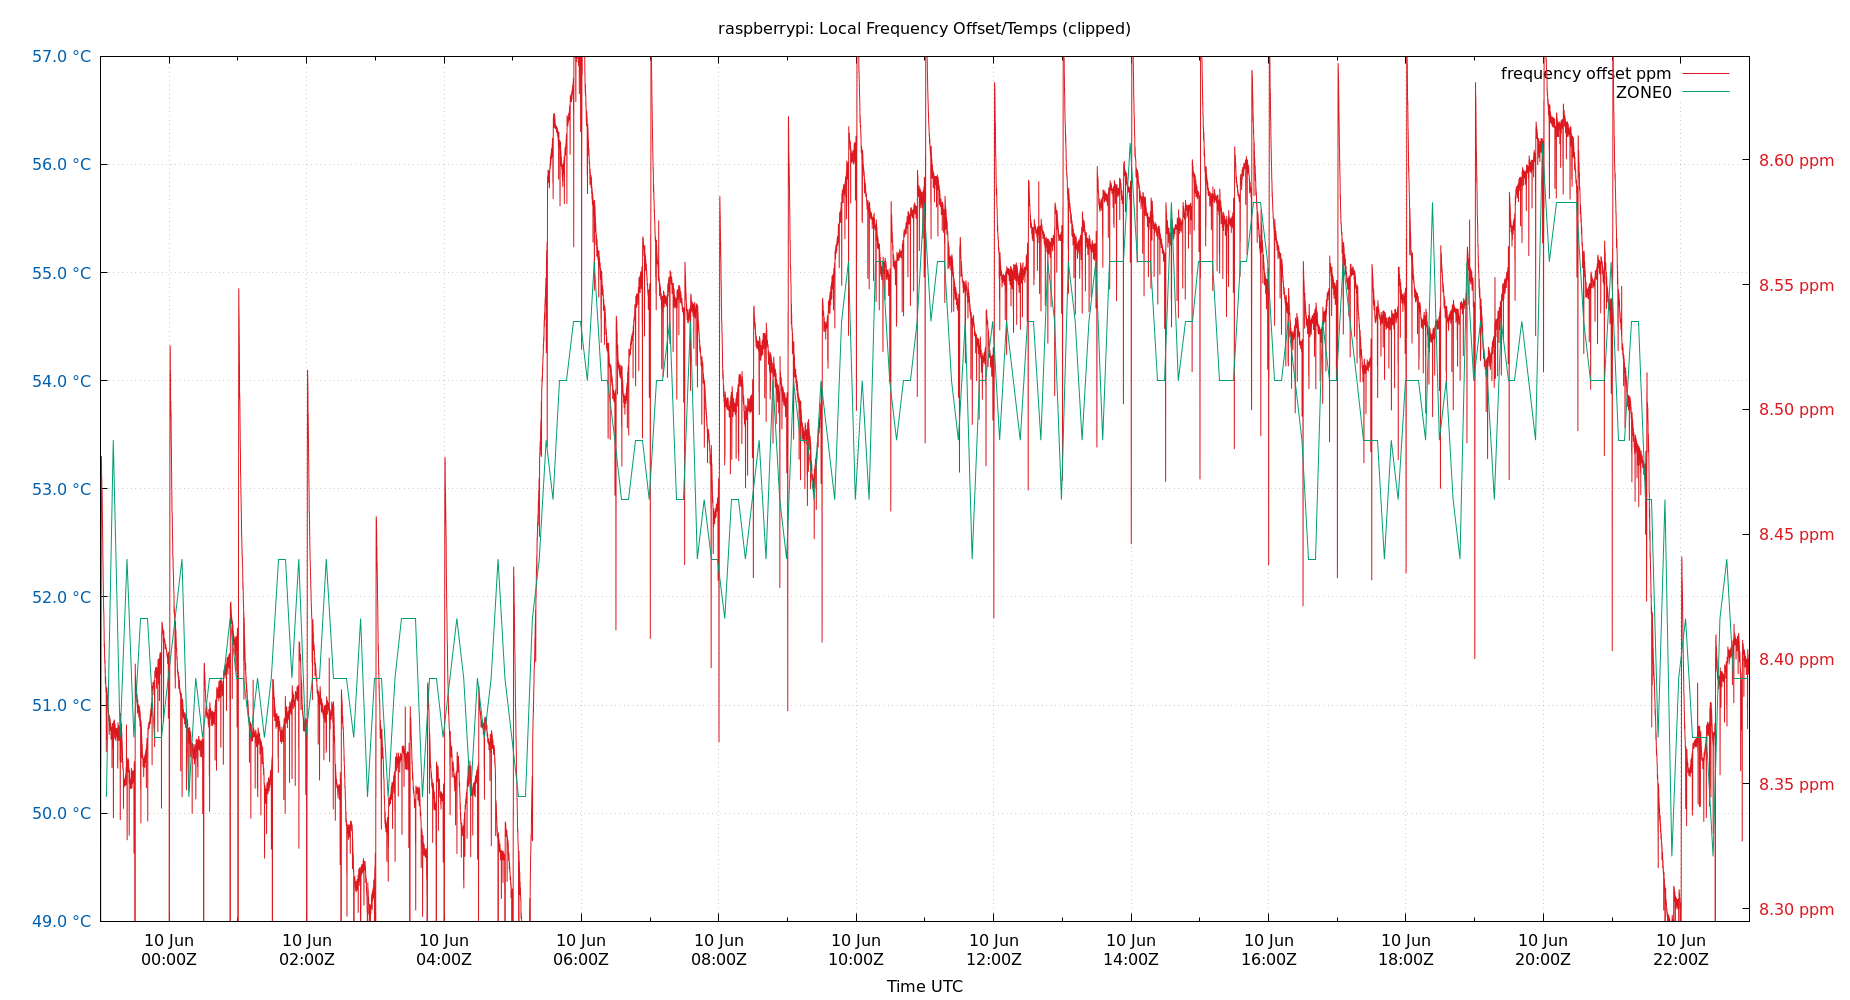 raspberrypi: Local Frequency Offset/Temps (clipped)
57.0 °C
56.0 °C
55.0 °C
54.0 °C
53.0 °C
52.0 °C
51.0 °C
50.0 °C
49.0 °C
frequency offset ppm
ZONE0
8.60 ppm
8.55 ppm
8.50 ppm
8.45 ppm
8.40 ppm
8.35 ppm
8.30 ppm
10 Jun 10 Jun 10 Jun 10 Jun 10 Jun 10 Jun 10 Jun 10 Jun 10 Jun 10 Jun 10 Jun 10 Jun
00:00Z 02:00Z 04:00Z 06:00Z 08:00Z 10:00Z 12:00Z 14:00Z 16:00Z 18:00Z 20:00Z 22:00Z
Time UTC